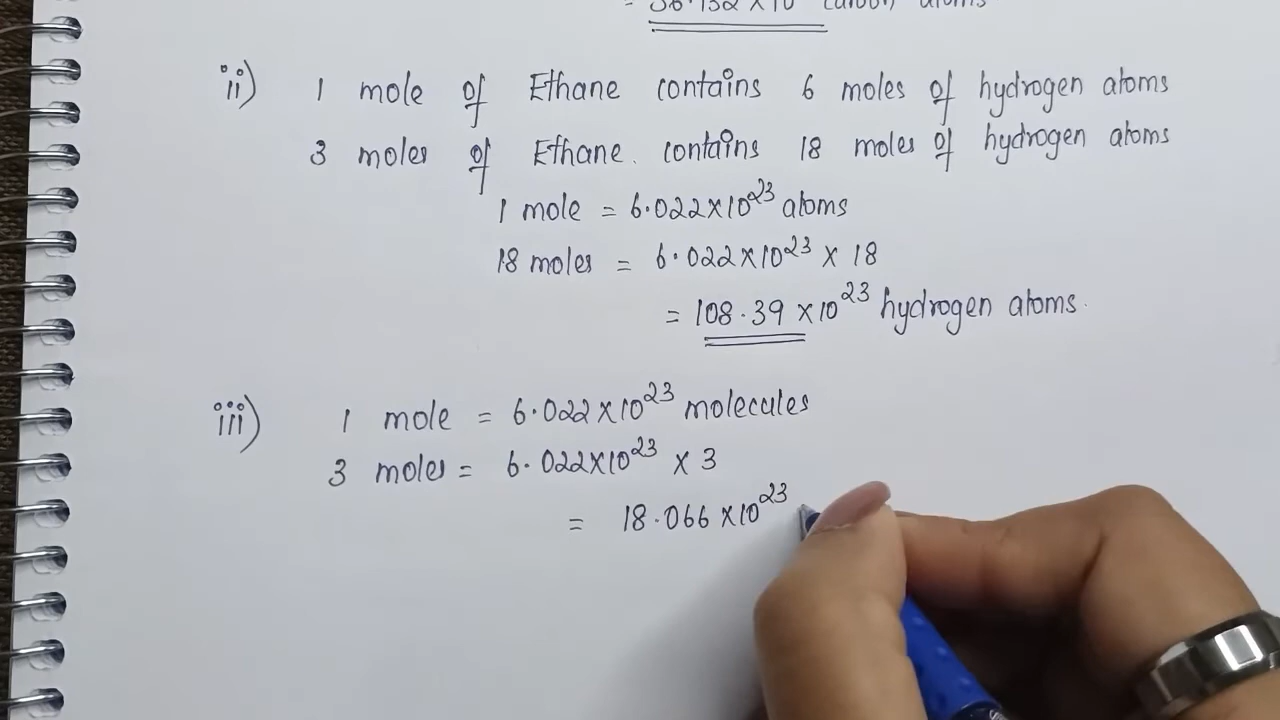 ii) 1 mole of Ethane contains 6 moles of hydrogen atoms
3 moles of Ethane. contains 18 moles of hydrogen atoms
1 mole = 6.022×10²³ atoms
18 moles = 6.022×10²³ × 18
= 108.39 ×10²³ hydrogen atoms.
iii) 1 mole = 6.022×10²³ molecules
3 moles = 6.022×10²³ × 3
= 18.066 ×10²³